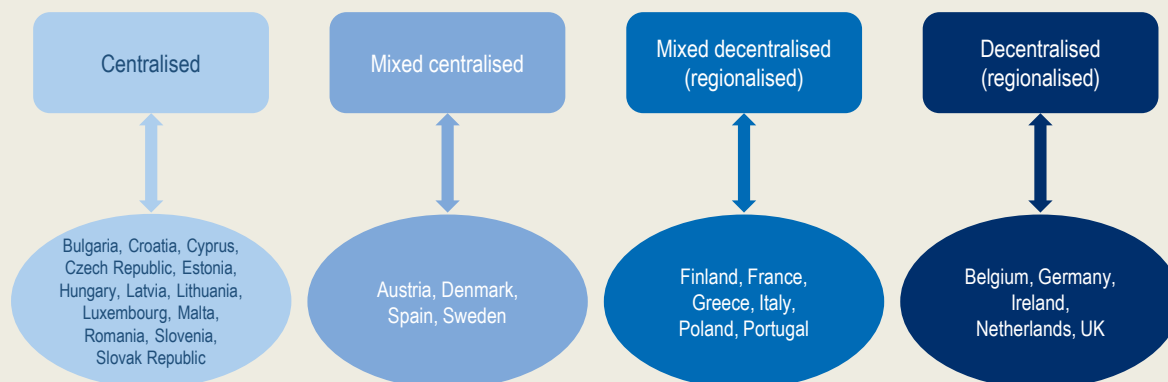 Centralised
Mixed centralised
Mixed decentralised
(regionalised)
Decentralised
(regionalised)
Bulgaria, Croatia, Cyprus,
Czech Republic, Estonia,
Hungary, Latvia, Lithuania,
Luxembourg, Malta,
Romania, Slovenia,
Slovak Republic
Austria, Denmark,
Spain, Sweden
Finland, France,
Greece, Italy,
Poland, Portugal
Belgium, Germany,
Ireland,
Netherlands, UK